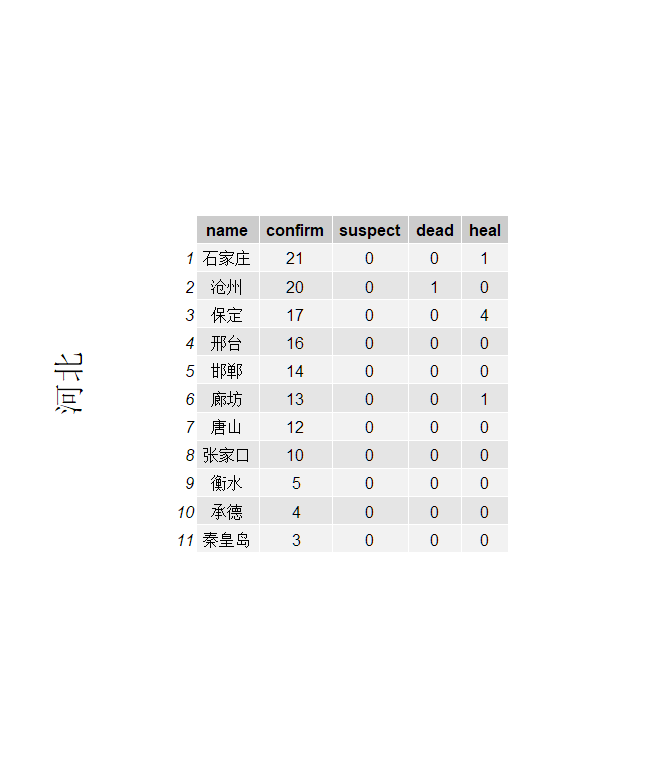 河北
name confirm suspect dead heal
1 石家庄 21 0 0 1
2 沧州 20 0 1 0
3 保定 17 0 0 4
4 邢台 16 0 0 0
5 邯郸 14 0 0 0
6 廊坊 13 0 0 1
7 唐山 12 0 0 0
8 张家口 10 0 0 0
9 衡水 5 0 0 0
10 承德 4 0 0 0
11 秦皇岛 3 0 0 0